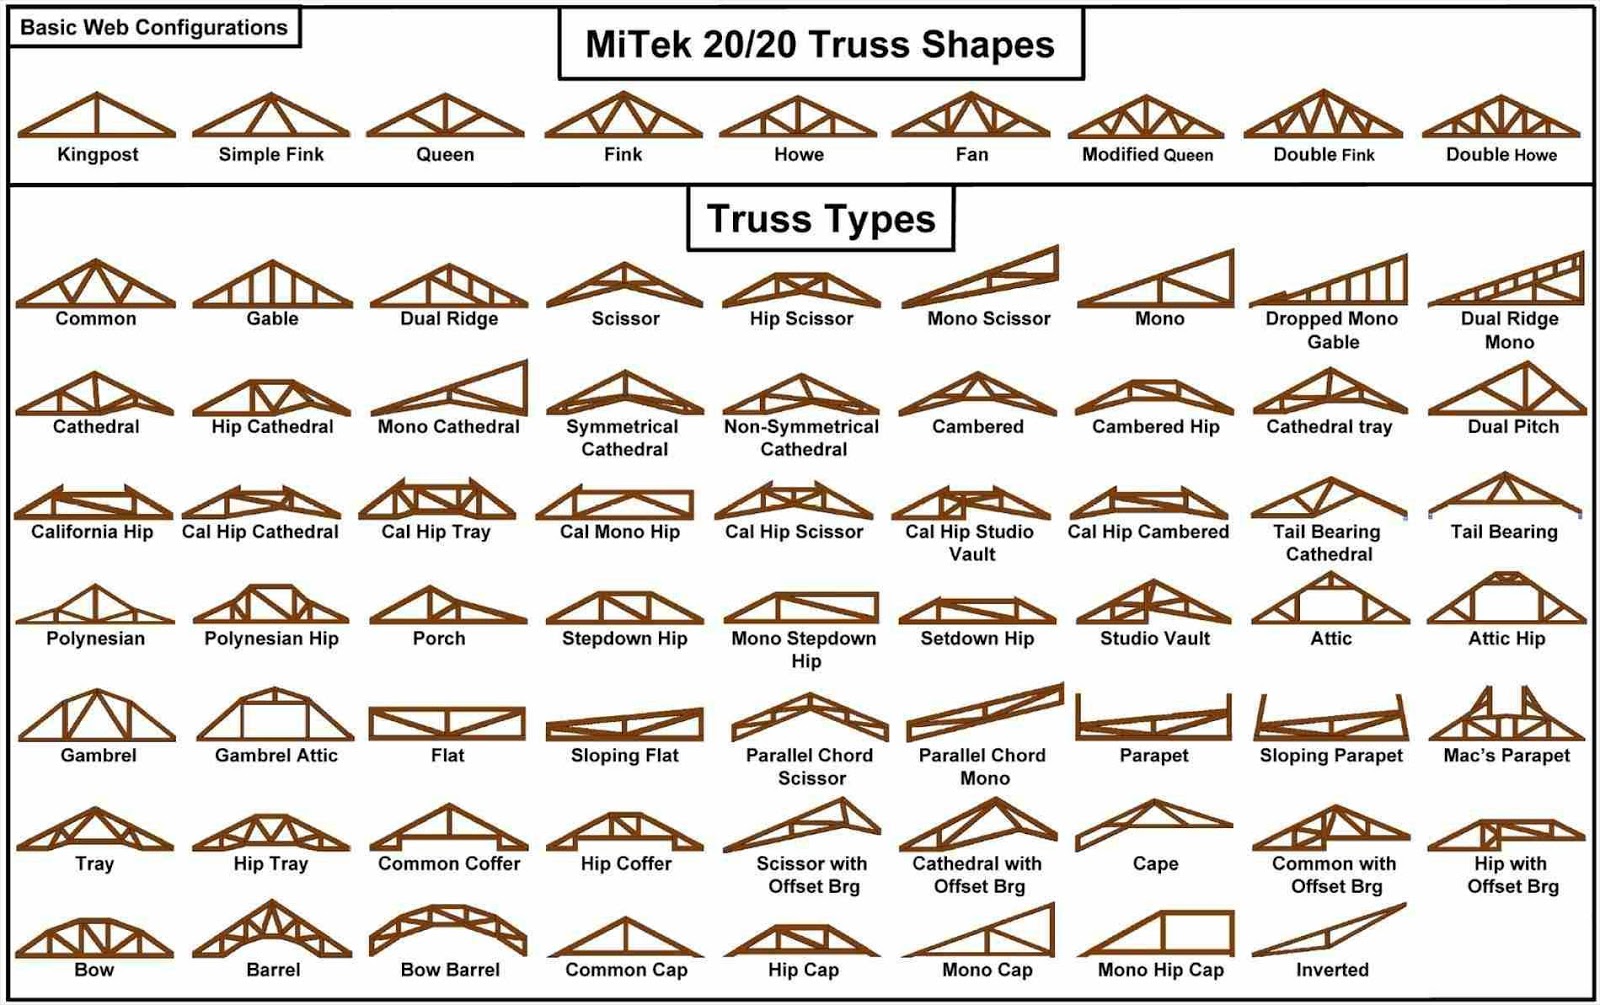 Basic Web Configurations
MiTek 20/20 Truss Shapes
Kingpost
Simple Fink
Queen
Fink
Howe
Fan
Modified Queen
Double Fink
Double Howe
Truss Types
Common
Gable
Dual Ridge
Scissor
Hip Scissor
Mono Scissor
Mono
Dropped Mono
Gable
Dual Ridge
Mono
Cathedral
Hip Cathedral
Mono Cathedral
Symmetrical
Cathedral
Non-Symmetrical
Cathedral
Cambered
Cambered Hip
Cathedral tray
Dual Pitch
California Hip
Cal Hip Cathedral
Cal Hip Tray
Cal Mono Hip
Cal Hip Scissor
Cal Hip Studio
Vault
Cal Hip Cambered
Tail Bearing
Cathedral
Tail Bearing
Polynesian
Polynesian Hip
Porch
Stepdown Hip
Mono Stepdown
Hip
Setdown Hip
Studio Vault
Attic
Attic Hip
Gambrel
Gambrel Attic
Flat
Sloping Flat
Parallel Chord
Scissor
Parallel Chord
Mono
Parapet
Sloping Parapet
Mac's Parapet
Tray
Hip Tray
Common Coffer
Hip Coffer
Scissor with
Offset Brg
Cathedral with
Offset Brg
Cape
Common with
Offset Brg
Hip with
Offset Brg
Bow
Barrel
Bow Barrel
Common Cap
Hip Cap
Mono Cap
Mono Hip Cap
Inverted